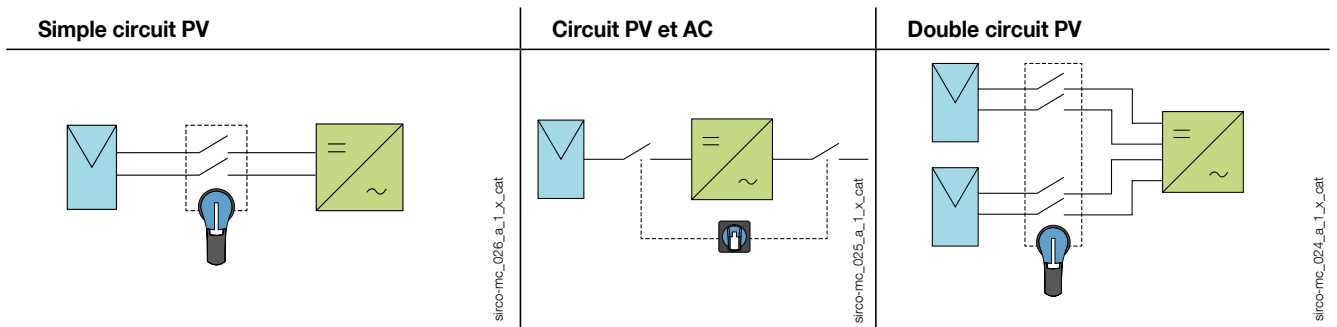 Simple circuit PV
Circuit PV et AC
Double circuit PV
sirco-mc_026_a_1_x_cat
sirco-mc_025_a_1_x_cat
sirco-mc_024_a_1_x_cat